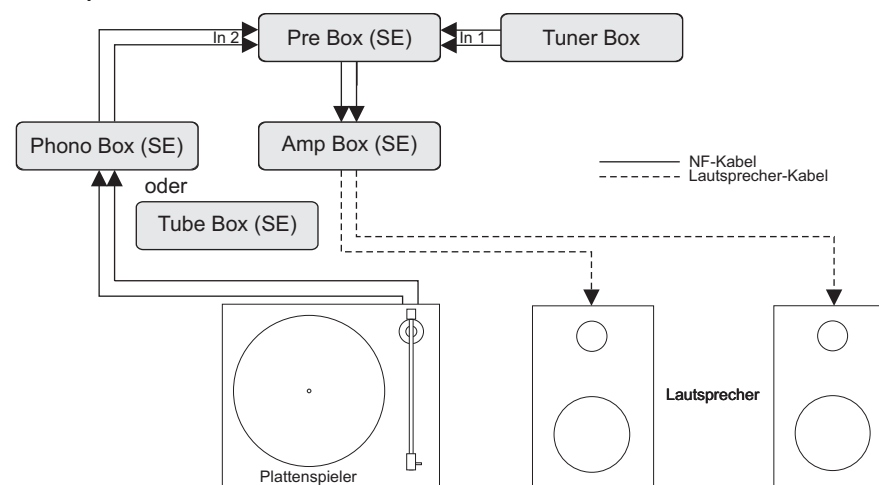 In 2
Pre Box (SE)
In 1
Tuner Box
Phono Box (SE)
Amp Box (SE)
oder
Tube Box (SE)
NF-Kabel
Lautsprecher-Kabel
Lautsprecher
Plattenspieler